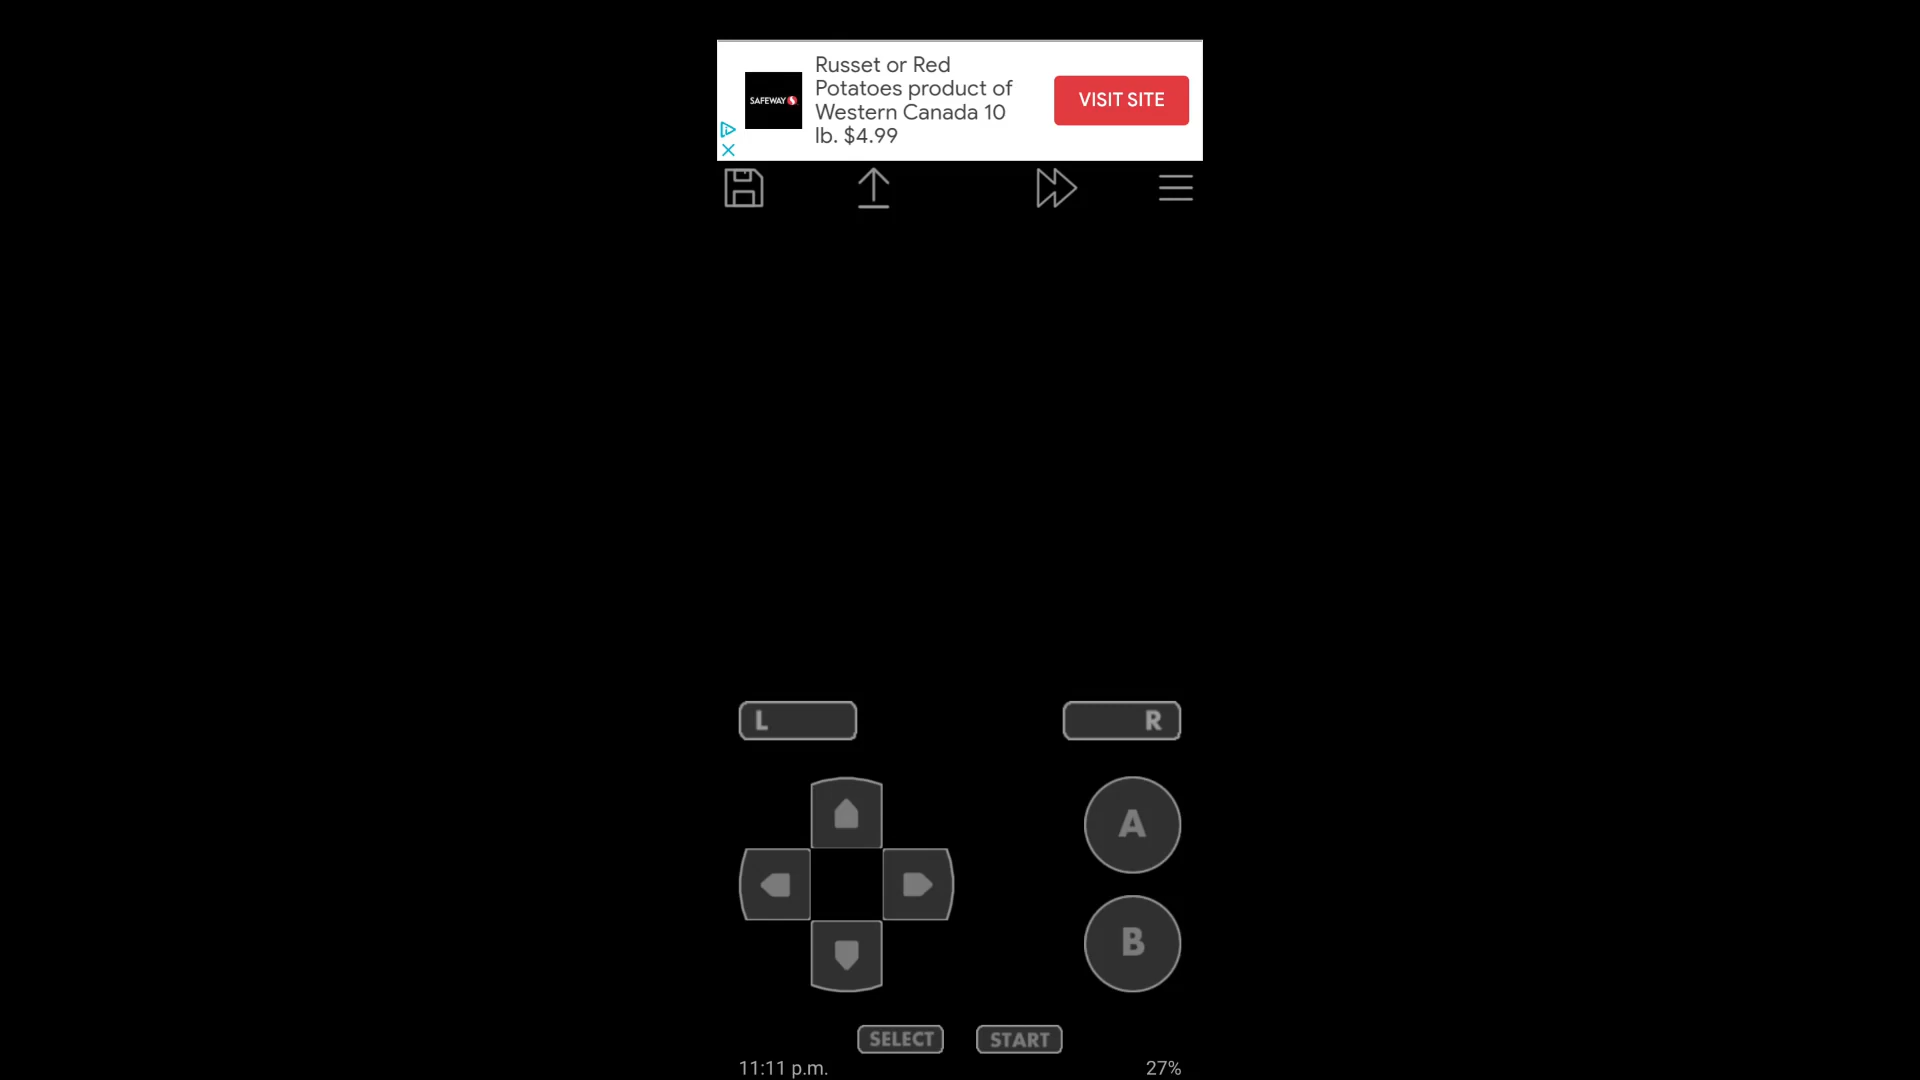 Russet or Red
Potatoes product of
Western Canada 10
lb. $4.99
SAFEWAY
VISIT SITE
L
R
A
B
SELECT
START
11:11 p.m.
27%